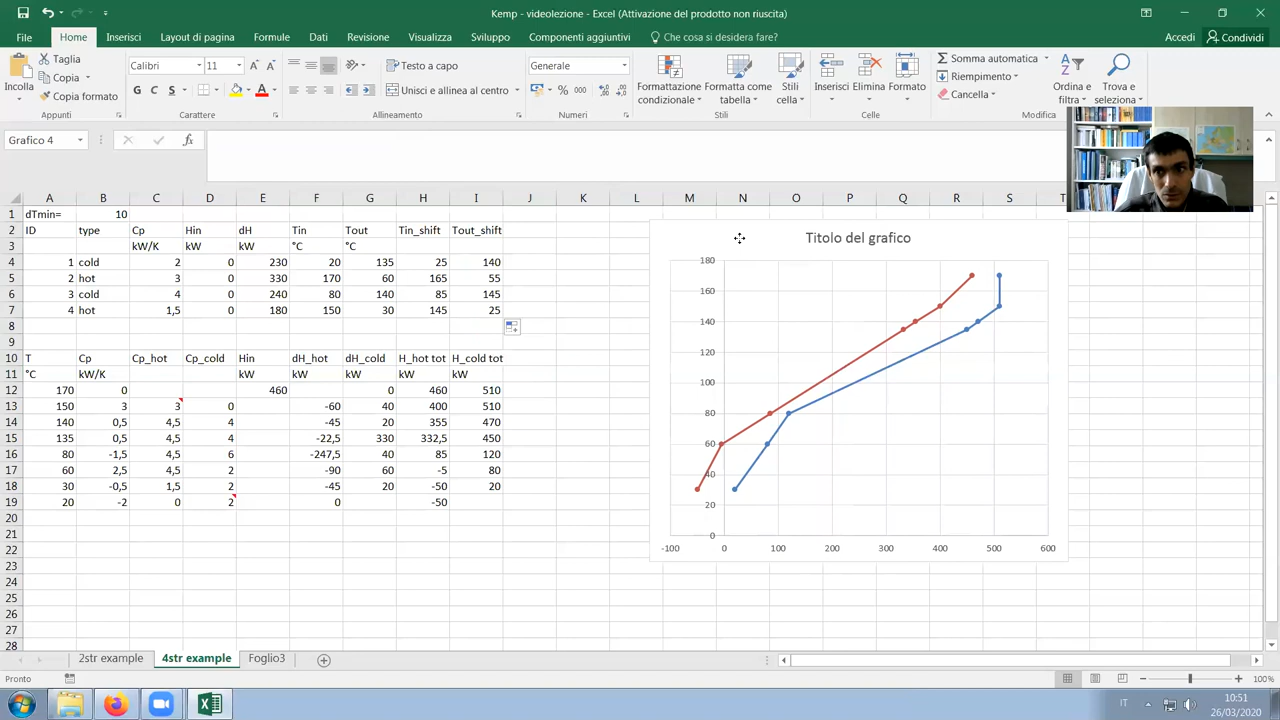 Kemp - videolezione - Excel (Attivazione del prodotto non riuscita)
File Home Inserisci Layout di pagina Formule Dati Revisione Visualizza Sviluppo Componenti aggiuntivi Che cosa si desidera fare? Accedi Condividi
Incolla Taglia Copia Copia formato Appunti
Calibri 11 G C S A A A Carattere
Testo a capo Unisci e allinea al centro Allineamento
Generale % 000 Numeri
Formattazione condizionale Formatta come tabella Stili cella Stili
Inserisci Elimina Formato Celle
Somma automatica Riempimento Cancella Ordina e filtra Trova e seleziona Modifica
Grafico 4 fx
A B C D E F G H I J K L M N O P Q R S T
1 dTmin= 10
2 ID type Cp Hin dH Tin Tout Tin_shift Tout_shift
3 kW/K kW kW °C °C
4 1 cold 2 0 230 20 135 25 140
5 2 hot 3 0 330 170 60 165 55
6 3 cold 4 0 240 80 140 85 145
7 4 hot 1,5 0 180 150 30 145 25
8
9
10 T Cp Cp_hot Cp_cold Hin dH_hot dH_cold H_hot tot H_cold tot
11 °C kW/K kW kW kW kW kW
12 170 0 460 0 460 510
13 150 3 3 0 -60 40 400 510
14 140 0,5 4,5 4 -45 20 355 470
15 135 0,5 4,5 4 -22,5 330 332,5 450
16 80 -1,5 4,5 6 -247,5 40 85 120
17 60 2,5 4,5 2 -90 60 -5 80
18 30 -0,5 1,5 2 -45 20 -50 20
19 20 -2 0 2 0 -50
20
21
22
23
24
25
26
27
28
Titolo del grafico
180
160
140
120
100
80
60
40
20
0
-100 0 100 200 300 400 500 600
2str example 4str example Foglio3
Pronto 100%
IT 10:51
26/03/2020